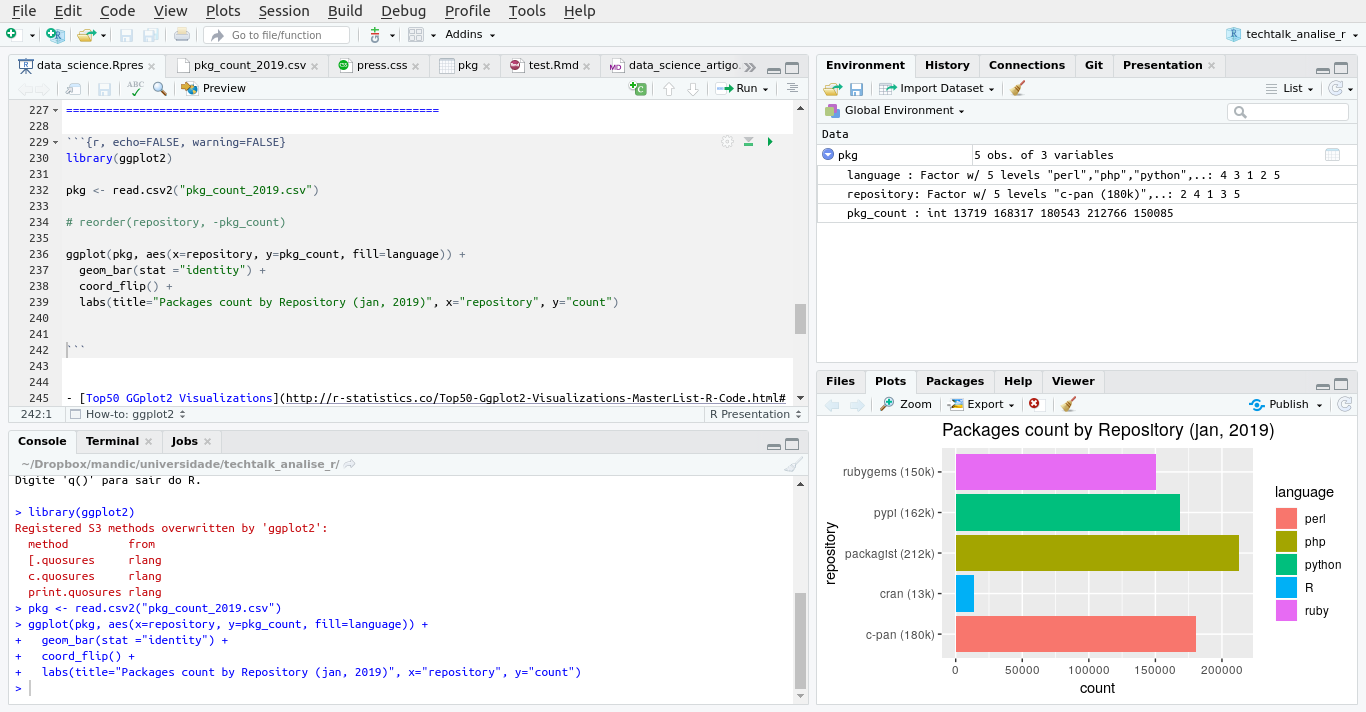 File Edit Code View Plots Session Build Debug Profile Tools Help
Go to file/function Addins techtalk_analise_r
data_science.Rpres pkg_count_2019.csv press.css pkg test.Rmd data_science_artigo.
ABC Preview Run
227 ========================================================
228
229 ```{r, echo=FALSE, warning=FALSE}
230 library(ggplot2)
231
232 pkg <- read.csv2("pkg_count_2019.csv")
233
234 # reorder(repository, -pkg_count)
235
236 ggplot(pkg, aes(x=repository, y=pkg_count, fill=language)) +
237 geom_bar(stat ="identity") +
238 coord_flip() +
239 labs(title="Packages count by Repository (jan, 2019)", x="repository", y="count")
240
241
242 ```
243
244
245 - [Top50 GGplot2 Visualizations](http://r-statistics.co/Top50-Ggplot2-Visualizations-MasterList-R-Code.html#
242:1 How-to: ggplot2 R Presentation
Console Terminal Jobs
~/Dropbox/mandic/universidade/techtalk_analise_r/
Digite 'q()' para sair do R.
> library(ggplot2)
Registered S3 methods overwritten by 'ggplot2':
method from
[.quosures rlang
c.quosures rlang
print.quosures rlang
> pkg <- read.csv2("pkg_count_2019.csv")
> ggplot(pkg, aes(x=repository, y=pkg_count, fill=language)) +
+ geom_bar(stat ="identity") +
+ coord_flip() +
+ labs(title="Packages count by Repository (jan, 2019)", x="repository", y="count")
>
Environment History Connections Git Presentation
Import Dataset List
Global Environment
Data
pkg 5 obs. of 3 variables
language : Factor w/ 5 levels "perl","php","python",..: 4 3 1 2 5
repository: Factor w/ 5 levels "c-pan (180k)",..: 2 4 1 3 5
pkg_count : int 13719 168317 180543 212766 150085
Files Plots Packages Help Viewer
Zoom Export Publish
Packages count by Repository (jan, 2019)
repository
rubygems (150k)
pypl (162k)
packagist (212k)
cran (13k)
c-pan (180k)
0 50000 100000 150000 200000
count
language
perl
php
python
R
ruby